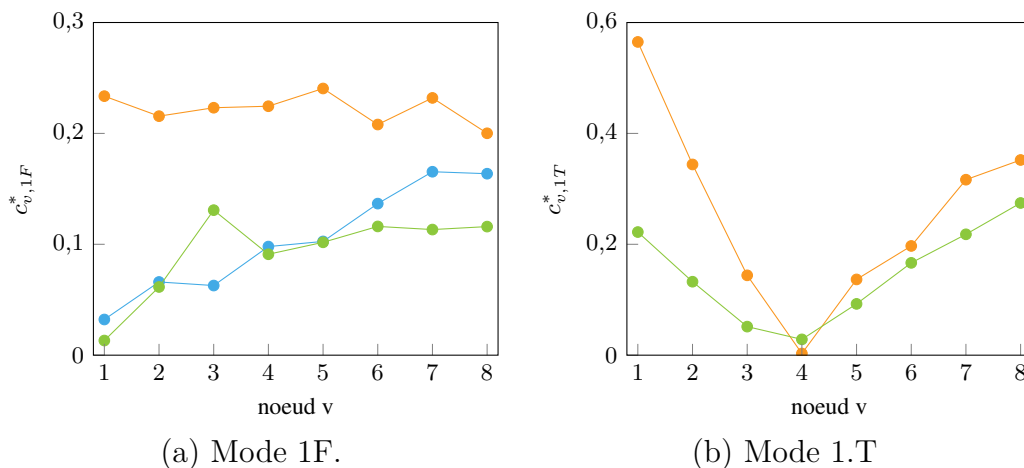 0,3
0,2
0,1
0
c*v,1F
1 2 3 4 5 6 7 8
noeud v
(a) Mode 1F.
0,6
0,4
0,2
0
c*v,1T
1 2 3 4 5 6 7 8
noeud v
(b) Mode 1.T